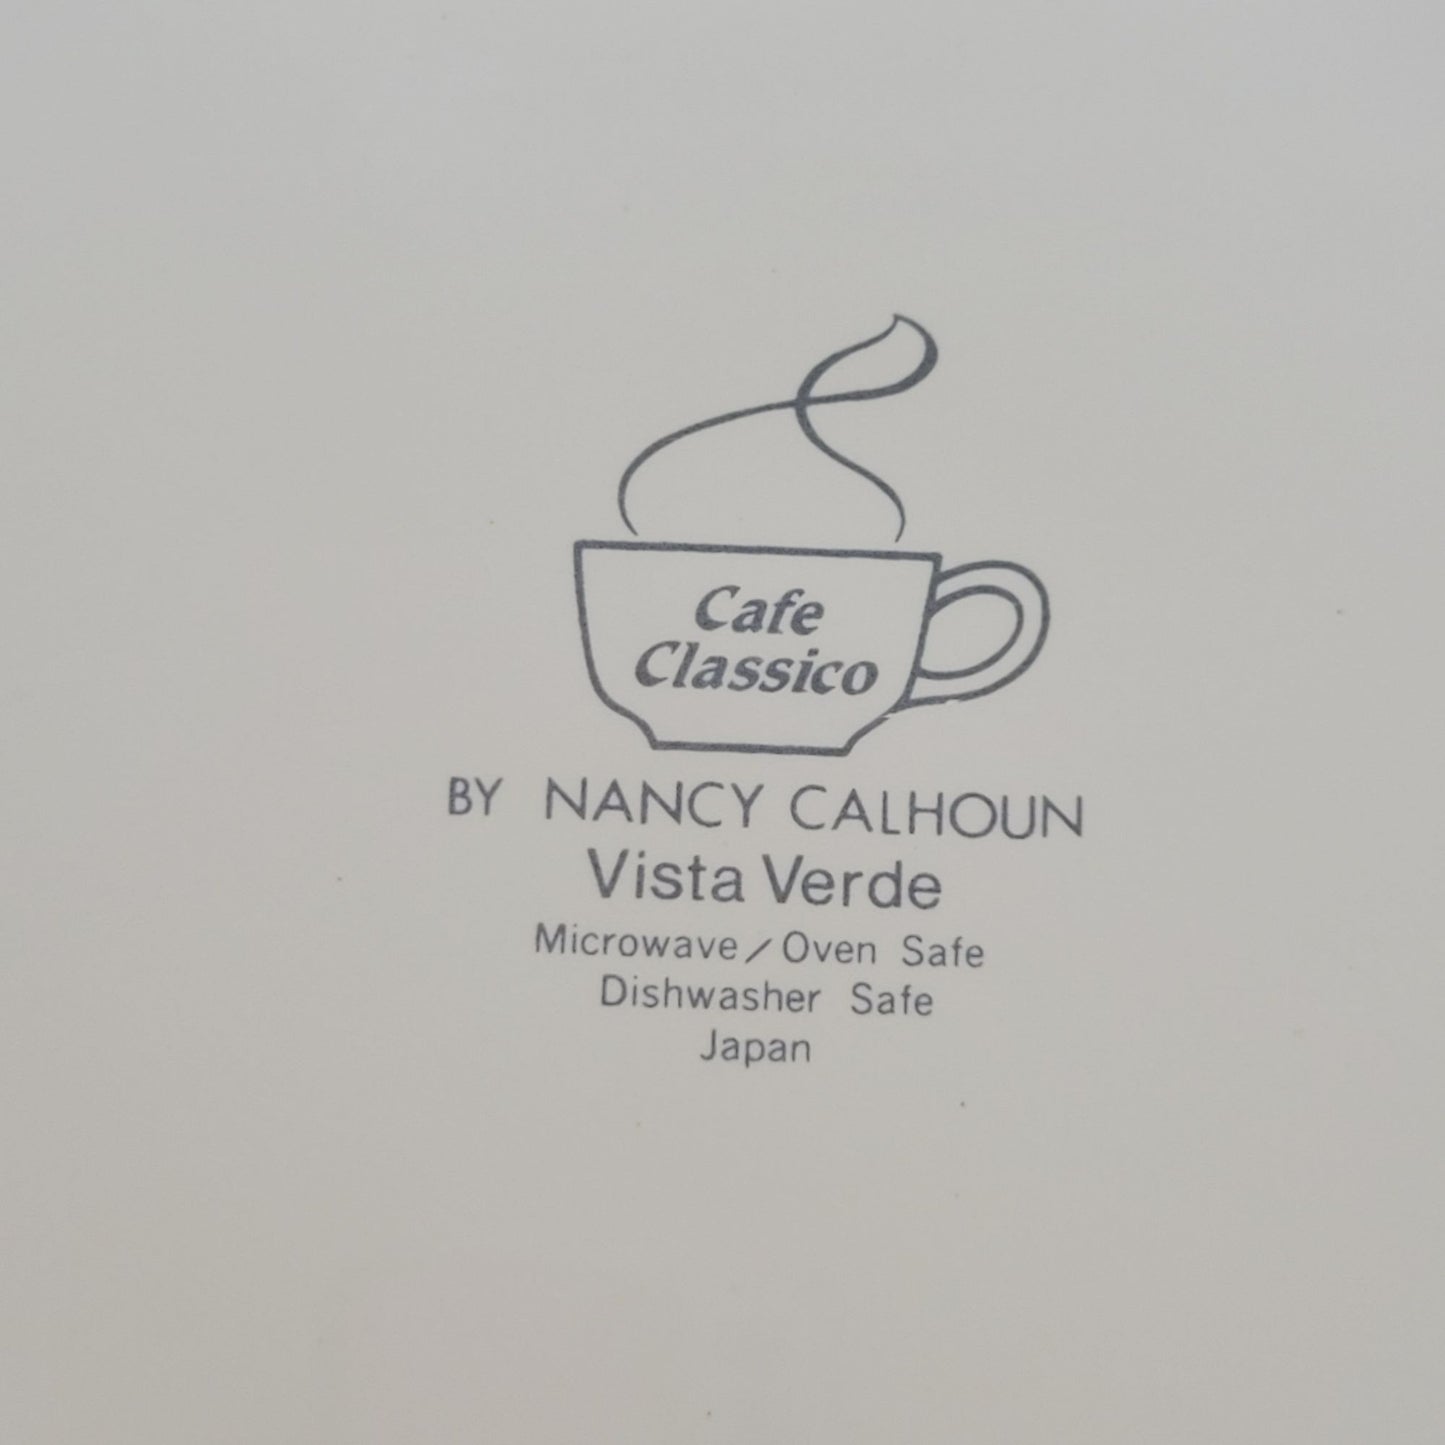 Cafe
Classico
BY NANCY CALHOUN
Vista Verde
Microwave/Oven Safe
Dishwasher Safe
Japan